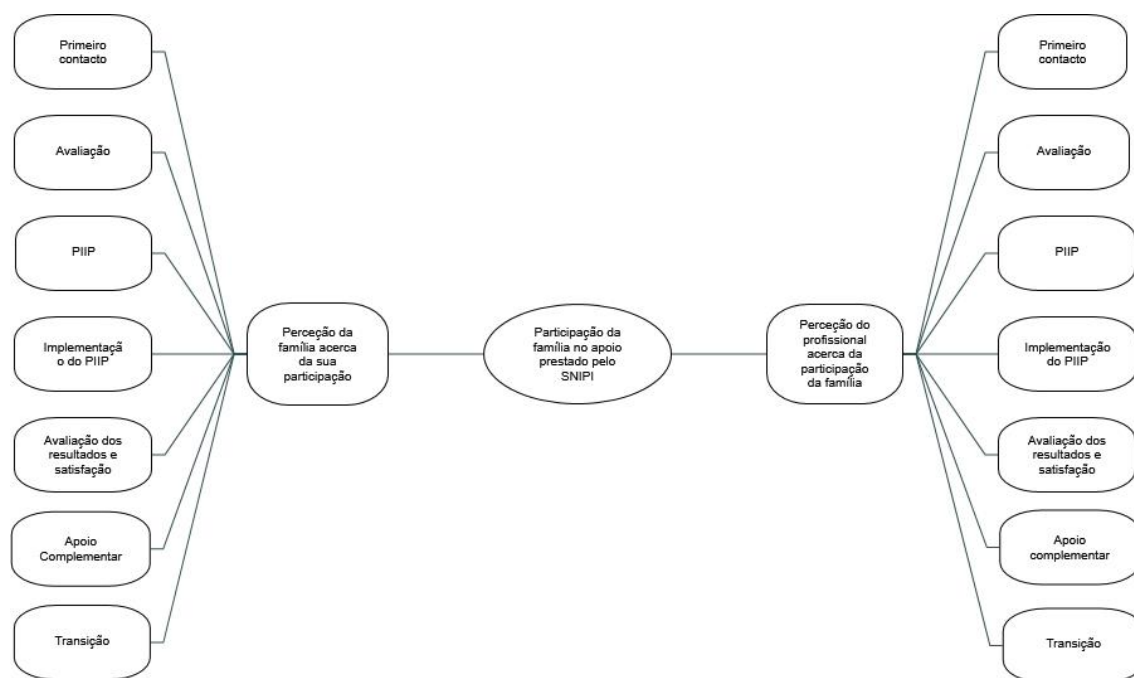 Primeiro
contacto
Avaliação
PIIP
Implementaçã
o do PIIP
Avaliação dos
resultados e
satisfação
Apoio
Complementar
Transição
Perceção da
família acerca
da sua
participação
Participação da
família no apoio
prestado pelo
SNIPI
Perceção do
profissional
acerca da
participação
da família
Primeiro
contacto
Avaliação
PIIP
Implementação
do PIIP
Avaliação dos
resultados e
satisfação
Apoio
complementar
Transição